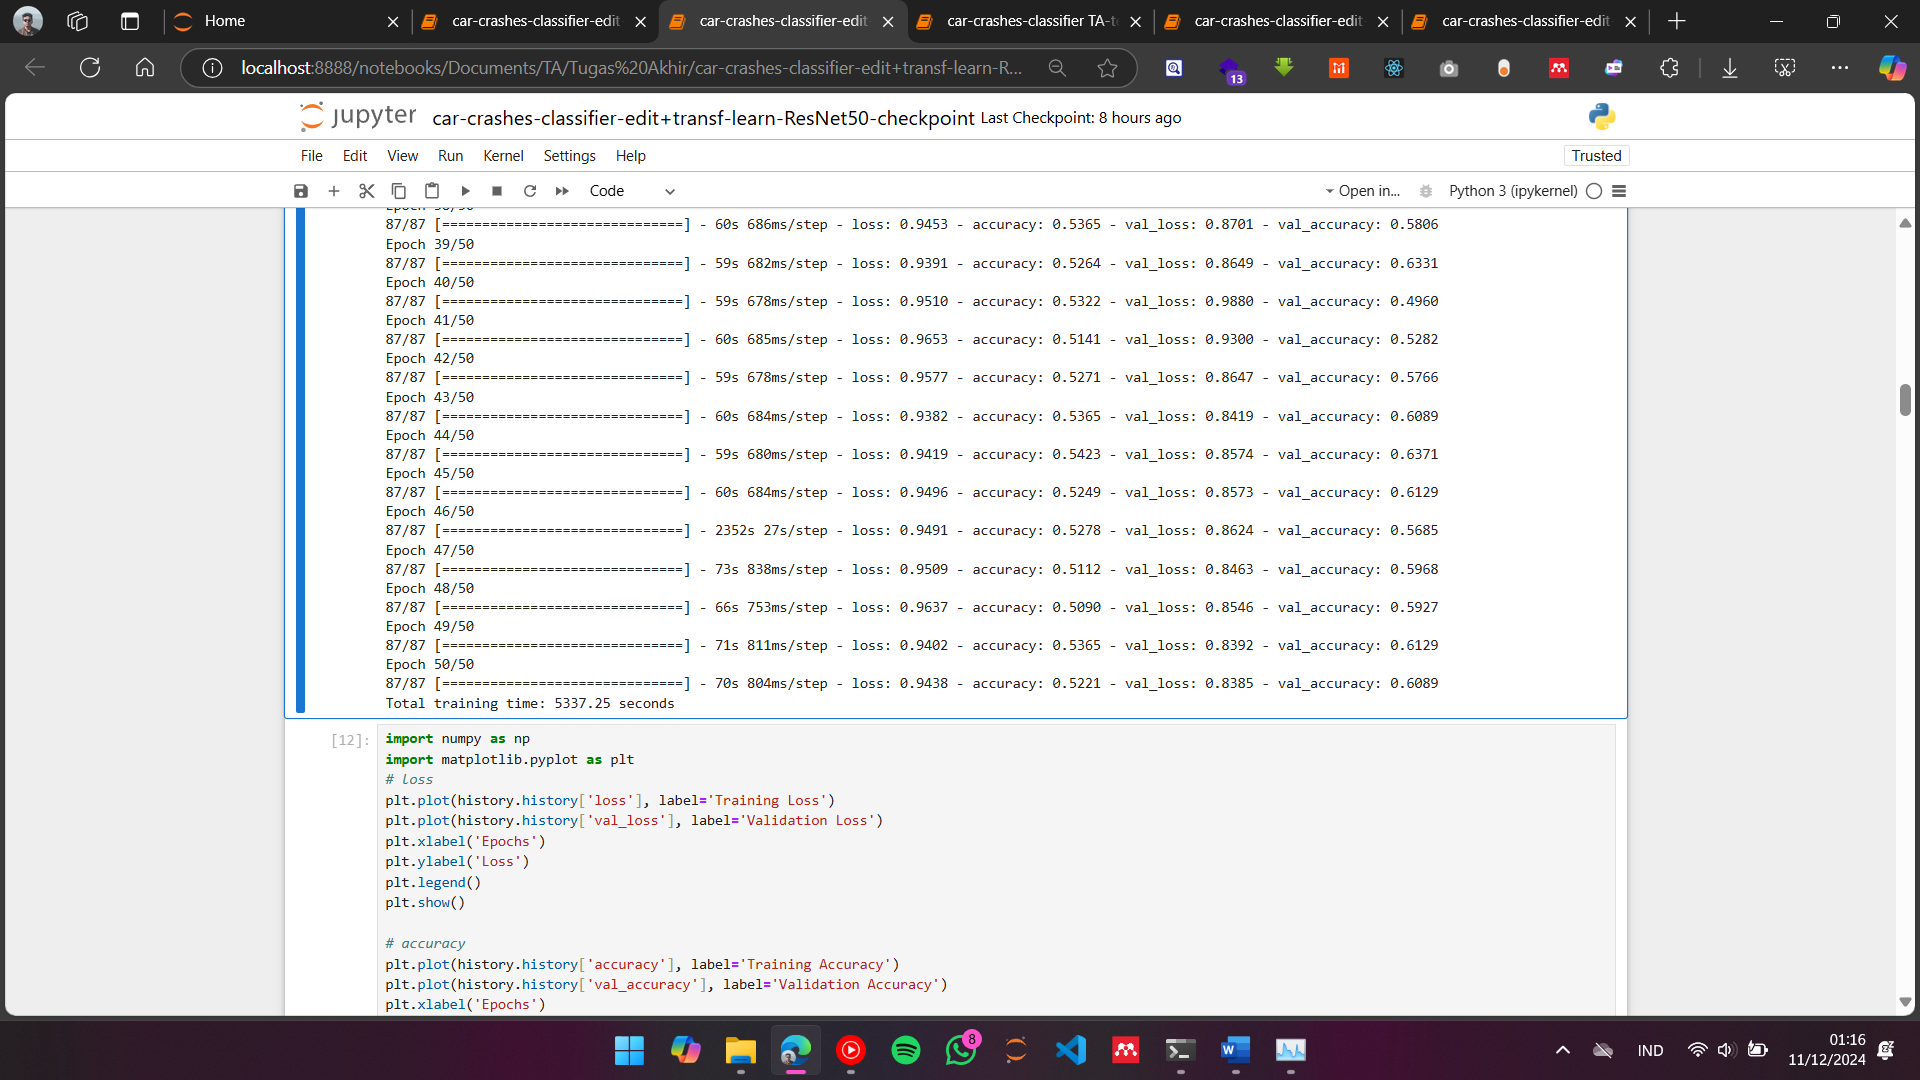 Home
car-crashes-classifier-edit
car-crashes-classifier-edit
car-crashes-classifier TA-t
car-crashes-classifier-edit
car-crashes-classifier-edit
localhost:8888/notebooks/Documents/TA/Tugas%20Akhir/car-crashes-classifier-edit+transf-learn-R...
13
jupyter car-crashes-classifier-edit+transf-learn-ResNet50-checkpoint Last Checkpoint: 8 hours ago
File Edit View Run Kernel Settings Help
Trusted
Code
Open in...
Python 3 (ipykernel)
87/87 [==============================] - 60s 686ms/step - loss: 0.9453 - accuracy: 0.5365 - val_loss: 0.8701 - val_accuracy: 0.5806
Epoch 39/50
87/87 [==============================] - 59s 682ms/step - loss: 0.9391 - accuracy: 0.5264 - val_loss: 0.8649 - val_accuracy: 0.6331
Epoch 40/50
87/87 [==============================] - 59s 678ms/step - loss: 0.9510 - accuracy: 0.5322 - val_loss: 0.9880 - val_accuracy: 0.4960
Epoch 41/50
87/87 [==============================] - 60s 685ms/step - loss: 0.9653 - accuracy: 0.5141 - val_loss: 0.9300 - val_accuracy: 0.5282
Epoch 42/50
87/87 [==============================] - 59s 678ms/step - loss: 0.9577 - accuracy: 0.5271 - val_loss: 0.8647 - val_accuracy: 0.5766
Epoch 43/50
87/87 [==============================] - 60s 684ms/step - loss: 0.9382 - accuracy: 0.5365 - val_loss: 0.8419 - val_accuracy: 0.6089
Epoch 44/50
87/87 [==============================] - 59s 680ms/step - loss: 0.9419 - accuracy: 0.5423 - val_loss: 0.8574 - val_accuracy: 0.6371
Epoch 45/50
87/87 [==============================] - 60s 684ms/step - loss: 0.9496 - accuracy: 0.5249 - val_loss: 0.8573 - val_accuracy: 0.6129
Epoch 46/50
87/87 [==============================] - 2352s 27s/step - loss: 0.9491 - accuracy: 0.5278 - val_loss: 0.8624 - val_accuracy: 0.5685
Epoch 47/50
87/87 [==============================] - 73s 838ms/step - loss: 0.9509 - accuracy: 0.5112 - val_loss: 0.8463 - val_accuracy: 0.5968
Epoch 48/50
87/87 [==============================] - 66s 753ms/step - loss: 0.9637 - accuracy: 0.5090 - val_loss: 0.8546 - val_accuracy: 0.5927
Epoch 49/50
87/87 [==============================] - 71s 811ms/step - loss: 0.9402 - accuracy: 0.5365 - val_loss: 0.8392 - val_accuracy: 0.6129
Epoch 50/50
87/87 [==============================] - 70s 804ms/step - loss: 0.9438 - accuracy: 0.5221 - val_loss: 0.8385 - val_accuracy: 0.6089
Total training time: 5337.25 seconds
[12]:
import numpy as np
import matplotlib.pyplot as plt
# loss
plt.plot(history.history['loss'], label='Training Loss')
plt.plot(history.history['val_loss'], label='Validation Loss')
plt.xlabel('Epochs')
plt.ylabel('Loss')
plt.legend()
plt.show()
# accuracy
plt.plot(history.history['accuracy'], label='Training Accuracy')
plt.plot(history.history['val_accuracy'], label='Validation Accuracy')
plt.xlabel('Epochs')
8
IND
01:16
11/12/2024